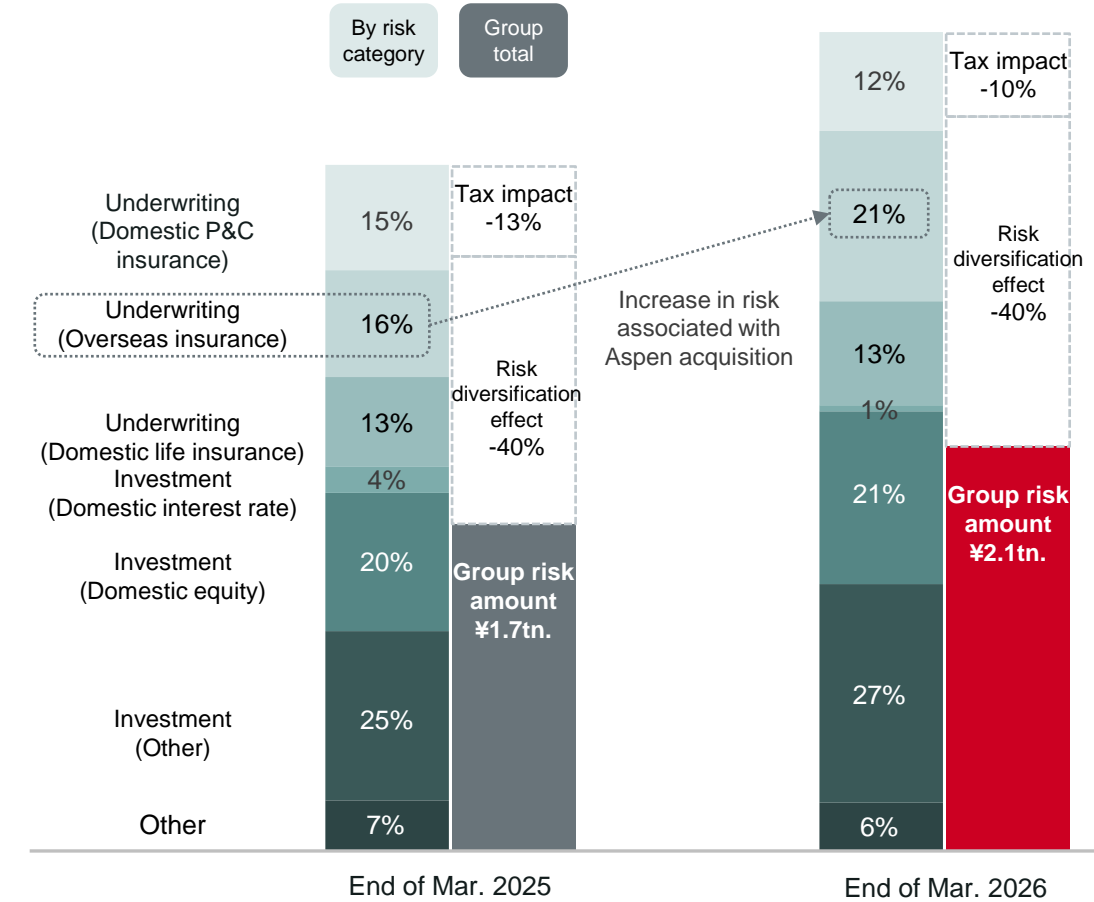 By risk
category
Group
total
Underwriting
(Domestic P&C
insurance)
Underwriting
(Overseas insurance)
Underwriting
(Domestic life insurance)
Investment
(Domestic interest rate)
Investment
(Domestic equity)
Investment
(Other)
Other
15%
16%
13%
4%
20%
25%
7%
Tax impact
-13%
Risk
diversification
effect
-40%
Group risk
amount
¥1.7tn.
End of Mar. 2025
Increase in risk
associated with
Aspen acquisition
12%
21%
13%
1%
21%
27%
6%
Tax impact
-10%
Risk
diversification
effect
-40%
Group risk
amount
¥2.1tn.
End of Mar. 2026